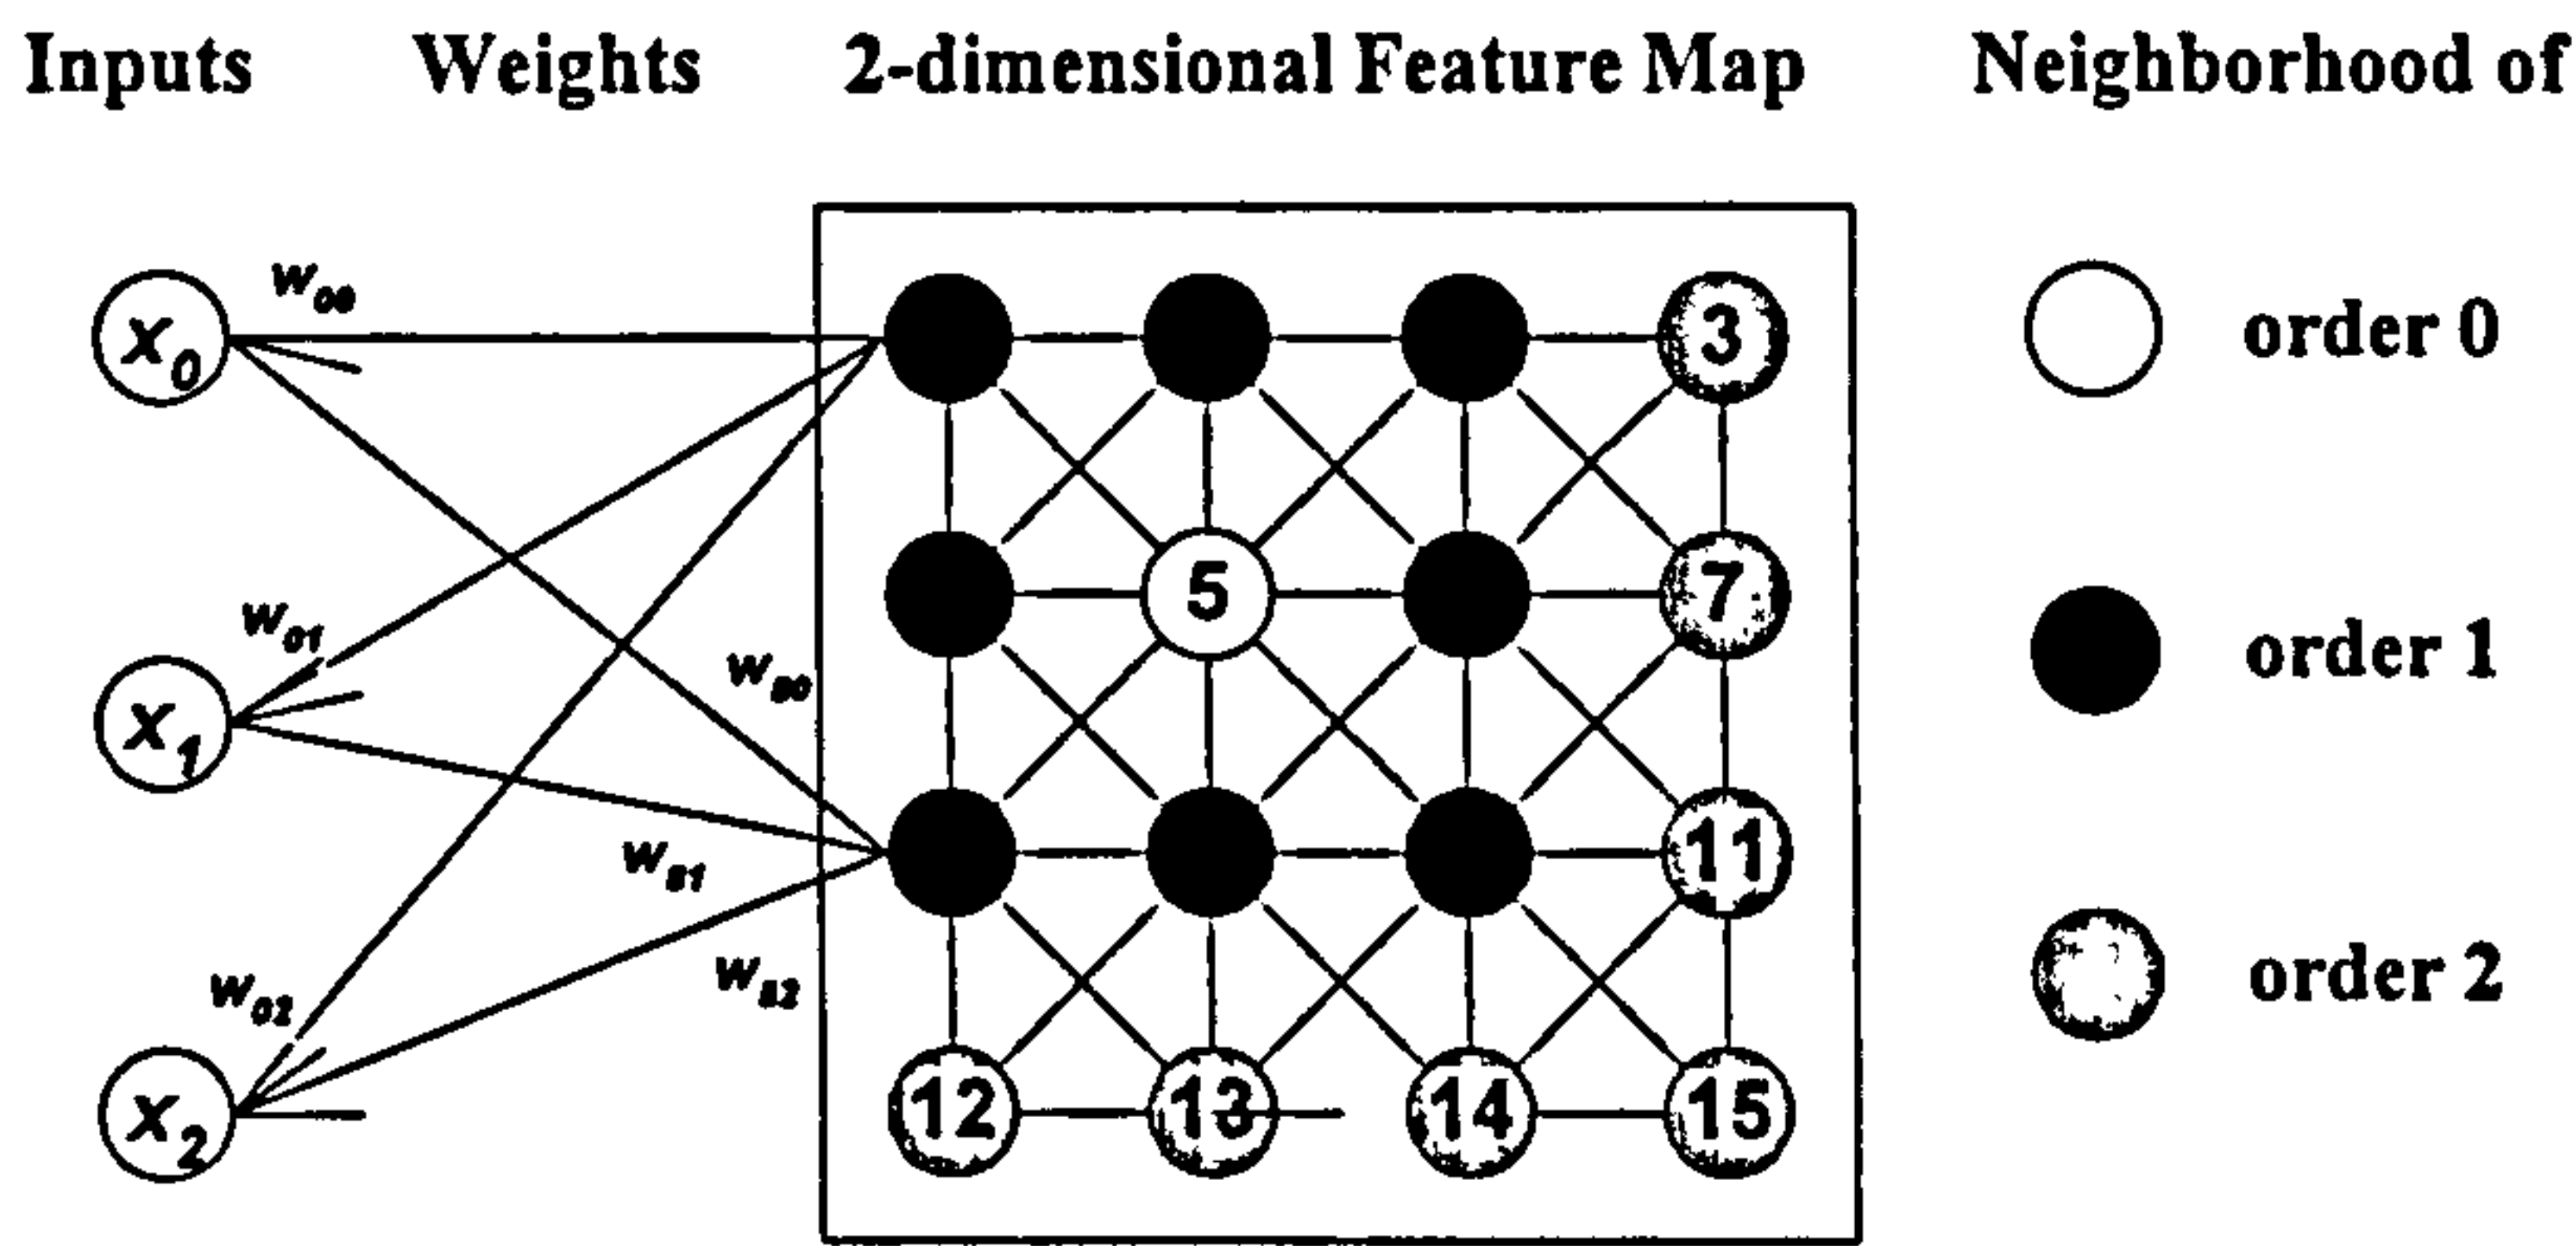 Inputs Weights 2-dimensional Feature Map Neighborhood of
x0 w00 3 order 0
w01 5 7
x1 w80 11 order 1
w81
w02 w82 order 2
x2 12 13 14 15